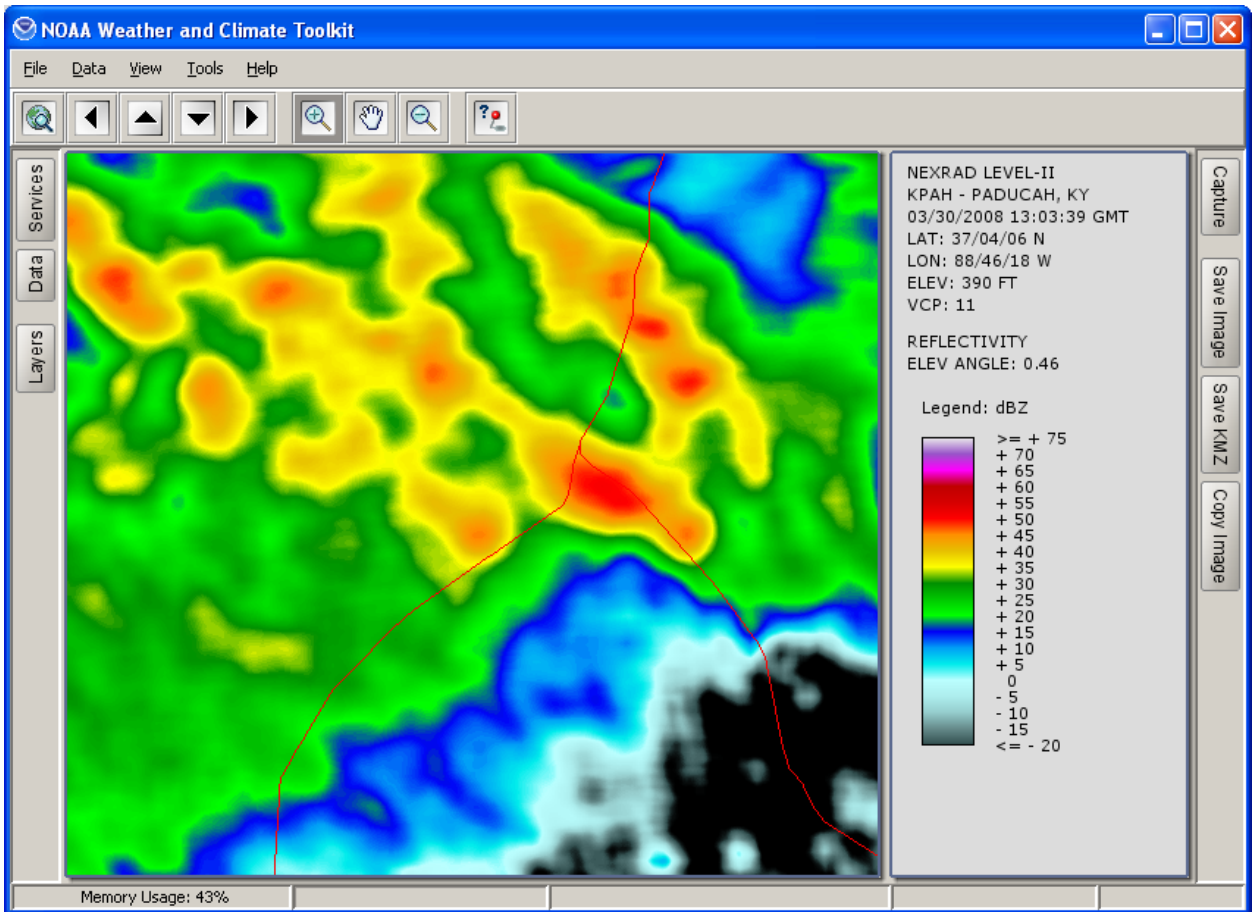 NOAA Weather and Climate Toolkit
File Data View Tools Help
?
Services
Data
Layers
NEXRAD LEVEL-II
KPAH - PADUCAH, KY
03/30/2008 13:03:39 GMT
LAT: 37/04/06 N
LON: 88/46/18 W
ELEV: 390 FT
VCP: 11
REFLECTIVITY
ELEV ANGLE: 0.46
Legend: dBZ
>= + 75
+ 70
+ 65
+ 60
+ 55
+ 50
+ 45
+ 40
+ 35
+ 30
+ 25
+ 20
+ 15
+ 10
+ 5
0
- 5
- 10
- 15
<= - 20
Capture
Save Image
Save KMZ
Copy Image
Memory Usage: 43%